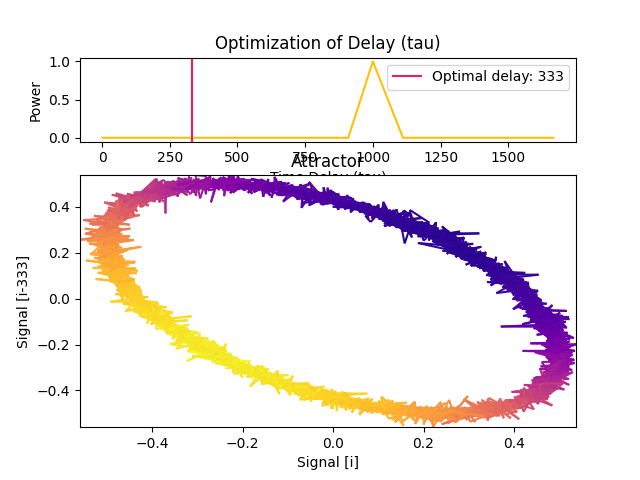 Optimization of Delay (tau)
Power
1.0
0.5
0.0
Optimal delay: 333
0 250 500 750 1000 1250 1500
Time Delay (tau)
Attractor
Signal [i-333]
0.4
0.2
0.0
−0.2
−0.4
−0.4 −0.2 0.0 0.2 0.4
Signal [i]